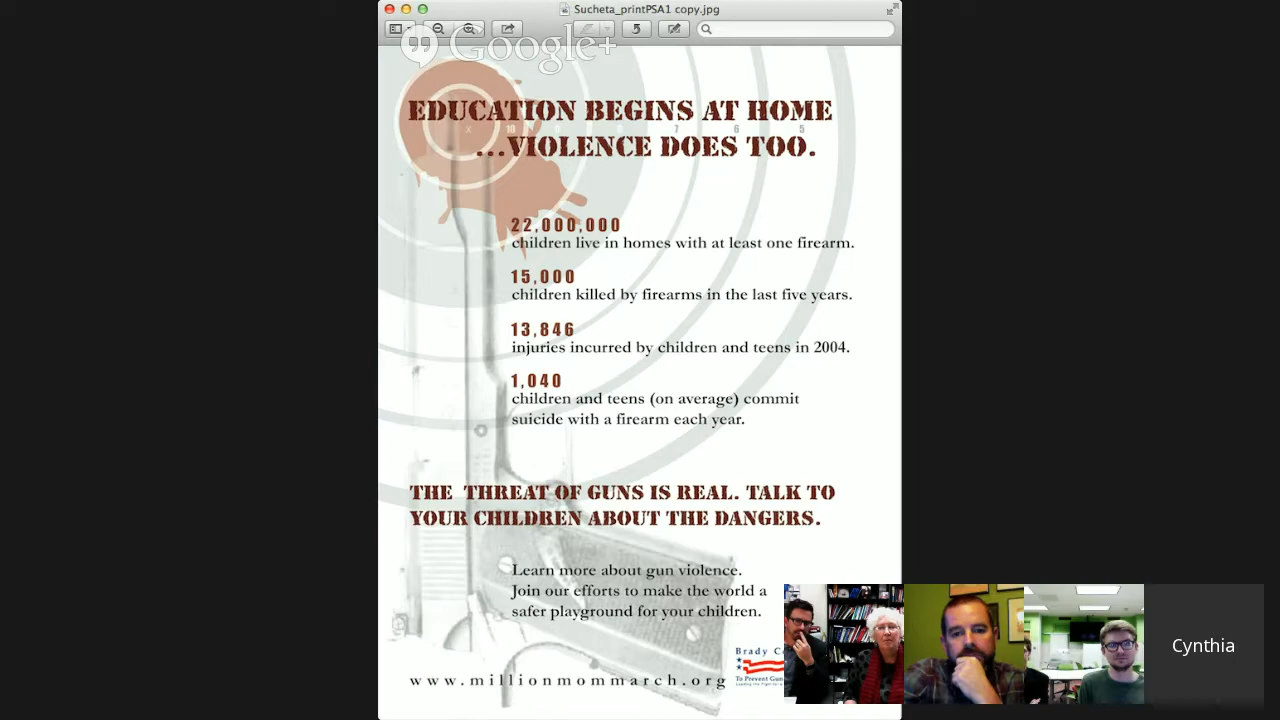 Sucheta_printPSA1 copy.jpg
Google+
EDUCATION BEGINS AT HOME
X 10 7 6 5
...VIOLENCE DOES TOO.
22,000,000
children live in homes with at least one firearm.
15,000
children killed by firearms in the last five years.
13,846
injuries incurred by children and teens in 2004.
1,040
children and teens (on average) commit
suicide with a firearm each year.
THE THREAT OF GUNS IS REAL. TALK TO
YOUR CHILDREN ABOUT THE DANGERS.
Learn more about gun violence.
Join our efforts to make the world a
safer playground for your children.
Cynthia
Brady
To Prevent Gun
www.millionmommarch.org